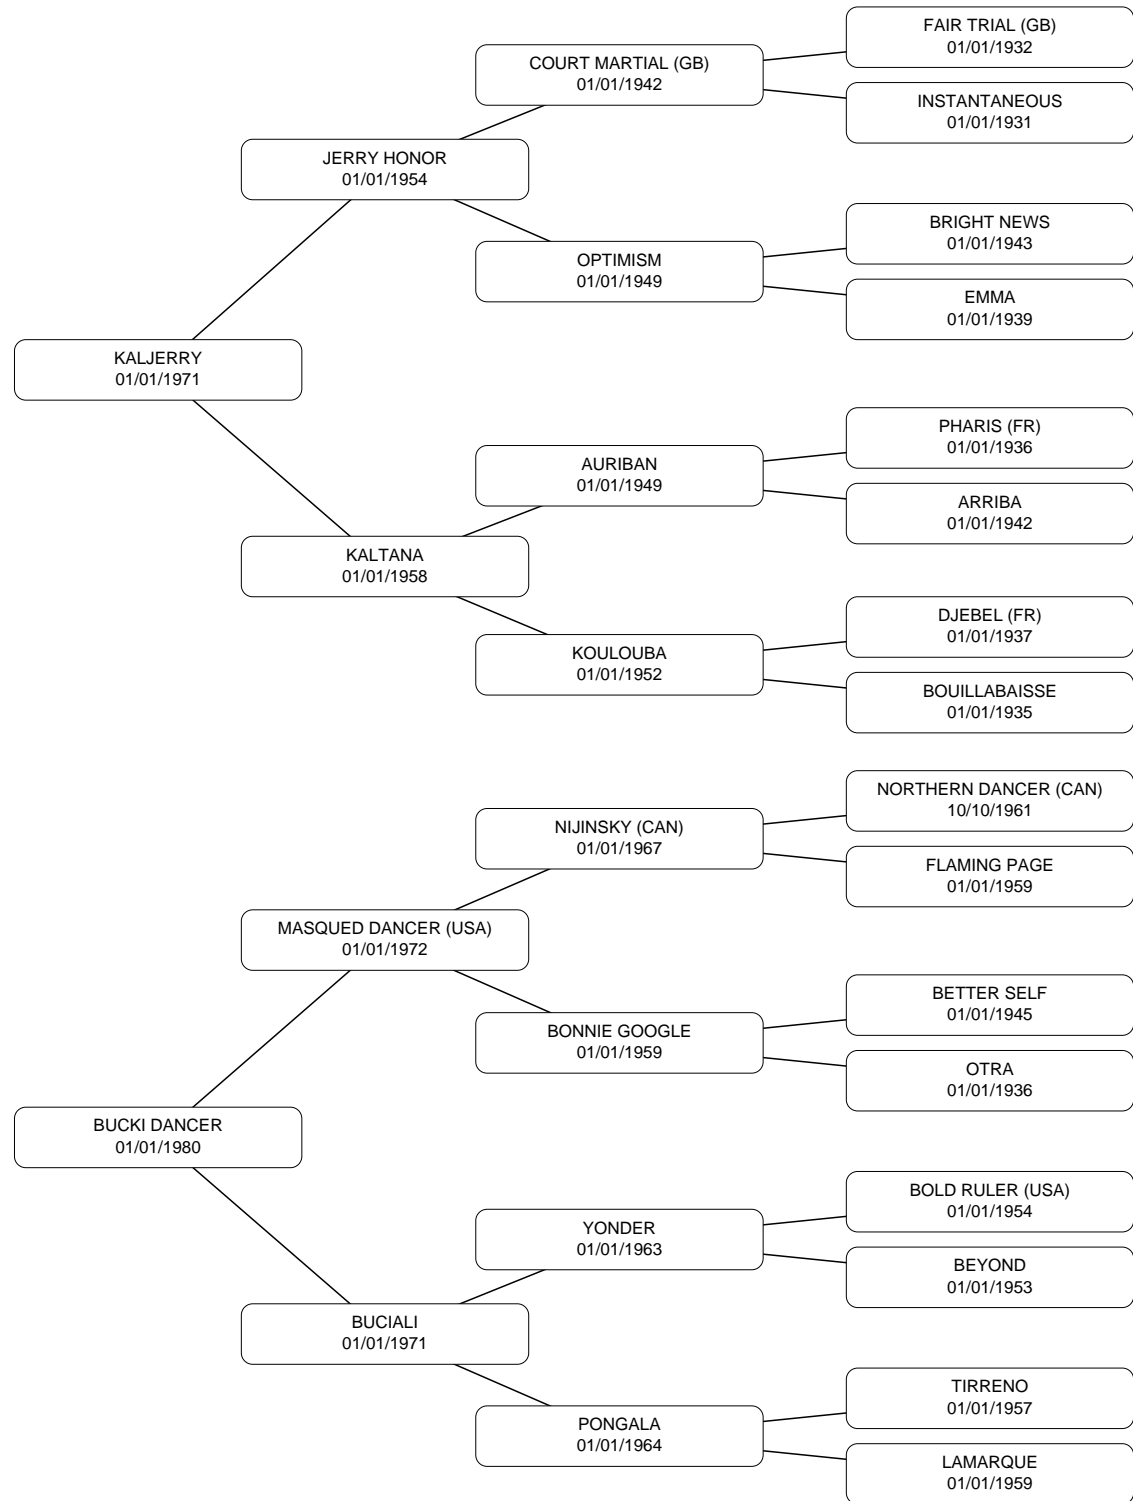 FAIR TRIAL (GB)
01/01/1932
COURT MARTIAL (GB)
01/01/1942
INSTANTANEOUS
01/01/1931
JERRY HONOR
01/01/1954
BRIGHT NEWS
01/01/1943
OPTIMISM
01/01/1949
EMMA
01/01/1939
KALJERRY
01/01/1971
PHARIS (FR)
01/01/1936
AURIBAN
01/01/1949
ARRIBA
01/01/1942
KALTANA
01/01/1958
DJEBEL (FR)
01/01/1937
KOULOUBA
01/01/1952
BOUILLABAISSE
01/01/1935
NORTHERN DANCER (CAN)
10/10/1961
NIJINSKY (CAN)
01/01/1967
FLAMING PAGE
01/01/1959
MASQUED DANCER (USA)
01/01/1972
BETTER SELF
01/01/1945
BONNIE GOOGLE
01/01/1959
OTRA
01/01/1936
BUCKI DANCER
01/01/1980
BOLD RULER (USA)
01/01/1954
YONDER
01/01/1963
BEYOND
01/01/1953
BUCIALI
01/01/1971
TIRRENO
01/01/1957
PONGALA
01/01/1964
LAMARQUE
01/01/1959